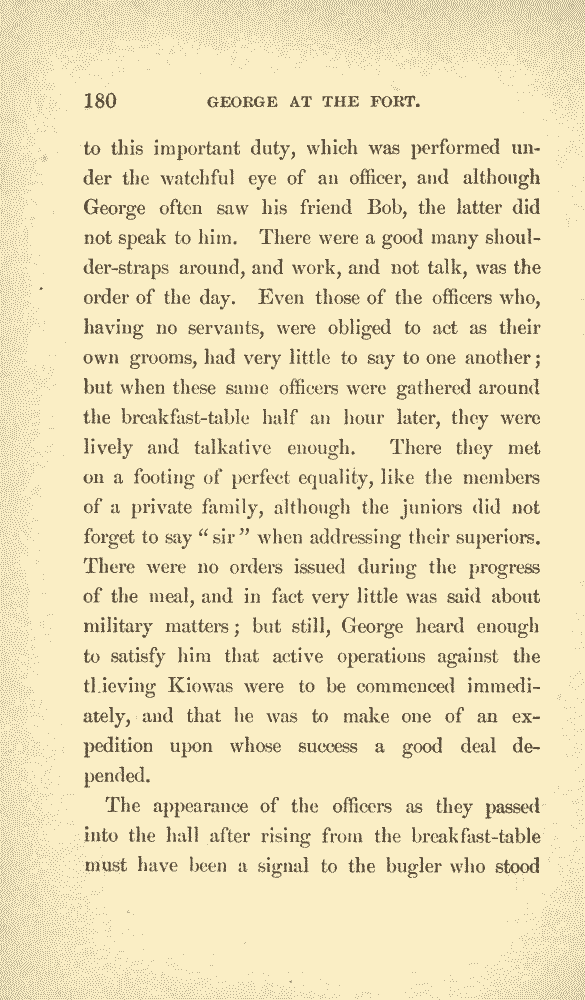 180 GEORGE AT THE FORT.
to this important duty, which was performed un-
der the watchful eye of an officer, and although
George often saw his friend Bob, the latter did
not speak to him. There were a good many shoul-
der-straps around, and work, and not talk, was the
order of the day. Even those of the officers who,
having no servants, were obliged to act as their
own grooms, had very little to say to one another;
but when these same officers were gathered around
the breakfast-table half an hour later, they were
lively and talkative enough. There they met
on a footing of perfect equality, like the members
of a private family, although the juniors did not
forget to say “sir” when addressing their superiors.
There were no orders issued during the progress
of the meal, and in fact very little was said about
military matters; but still, George heard enough
to satisfy him that active operations against the
thieving Kiowas were to be commenced immedi-
ately, and that he was to make one of an ex-
pedition upon whose success a good deal de-
pended.
The appearance of the officers as they passed
into the hall after rising from the breakfast-table
must have been a signal to the bugler who stood